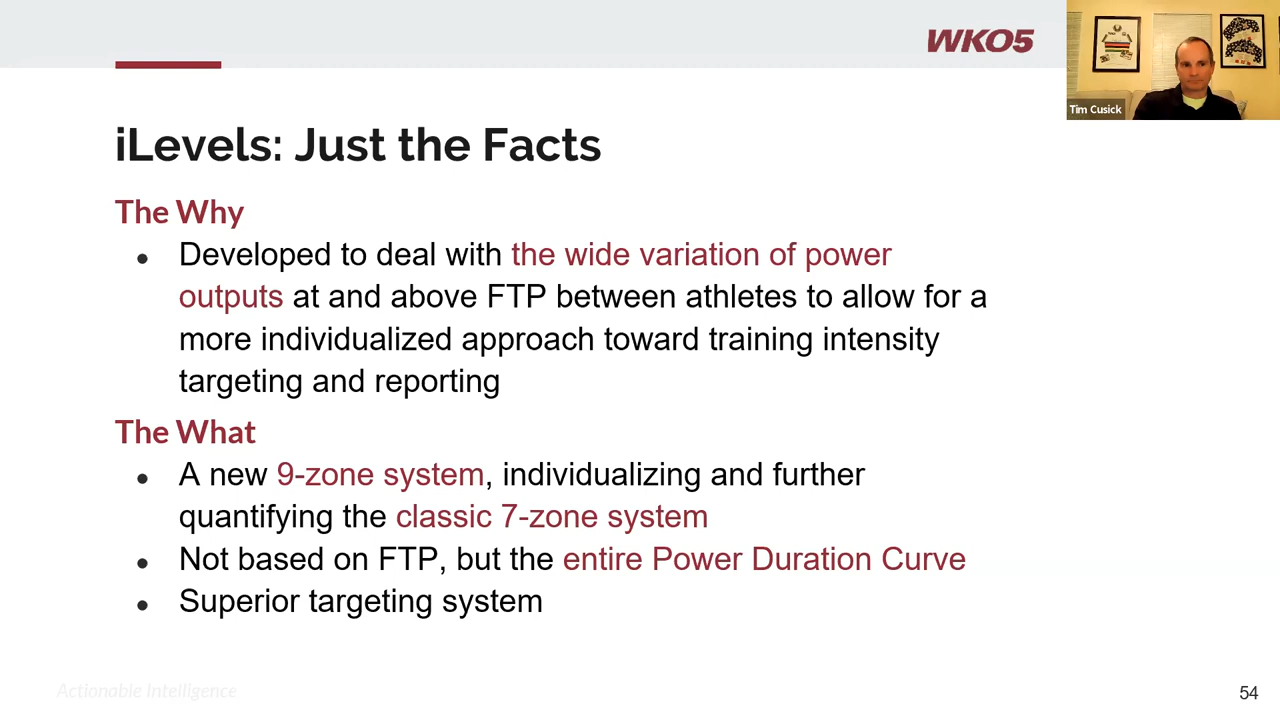 WKO5
Tim Cusick
iLevels: Just the Facts
The Why
● Developed to deal with the wide variation of power
outputs at and above FTP between athletes to allow for a
more individualized approach toward training intensity
targeting and reporting
The What
● A new 9-zone system, individualizing and further
quantifying the classic 7-zone system
● Not based on FTP, but the entire Power Duration Curve
● Superior targeting system
Actionable Intelligence
54